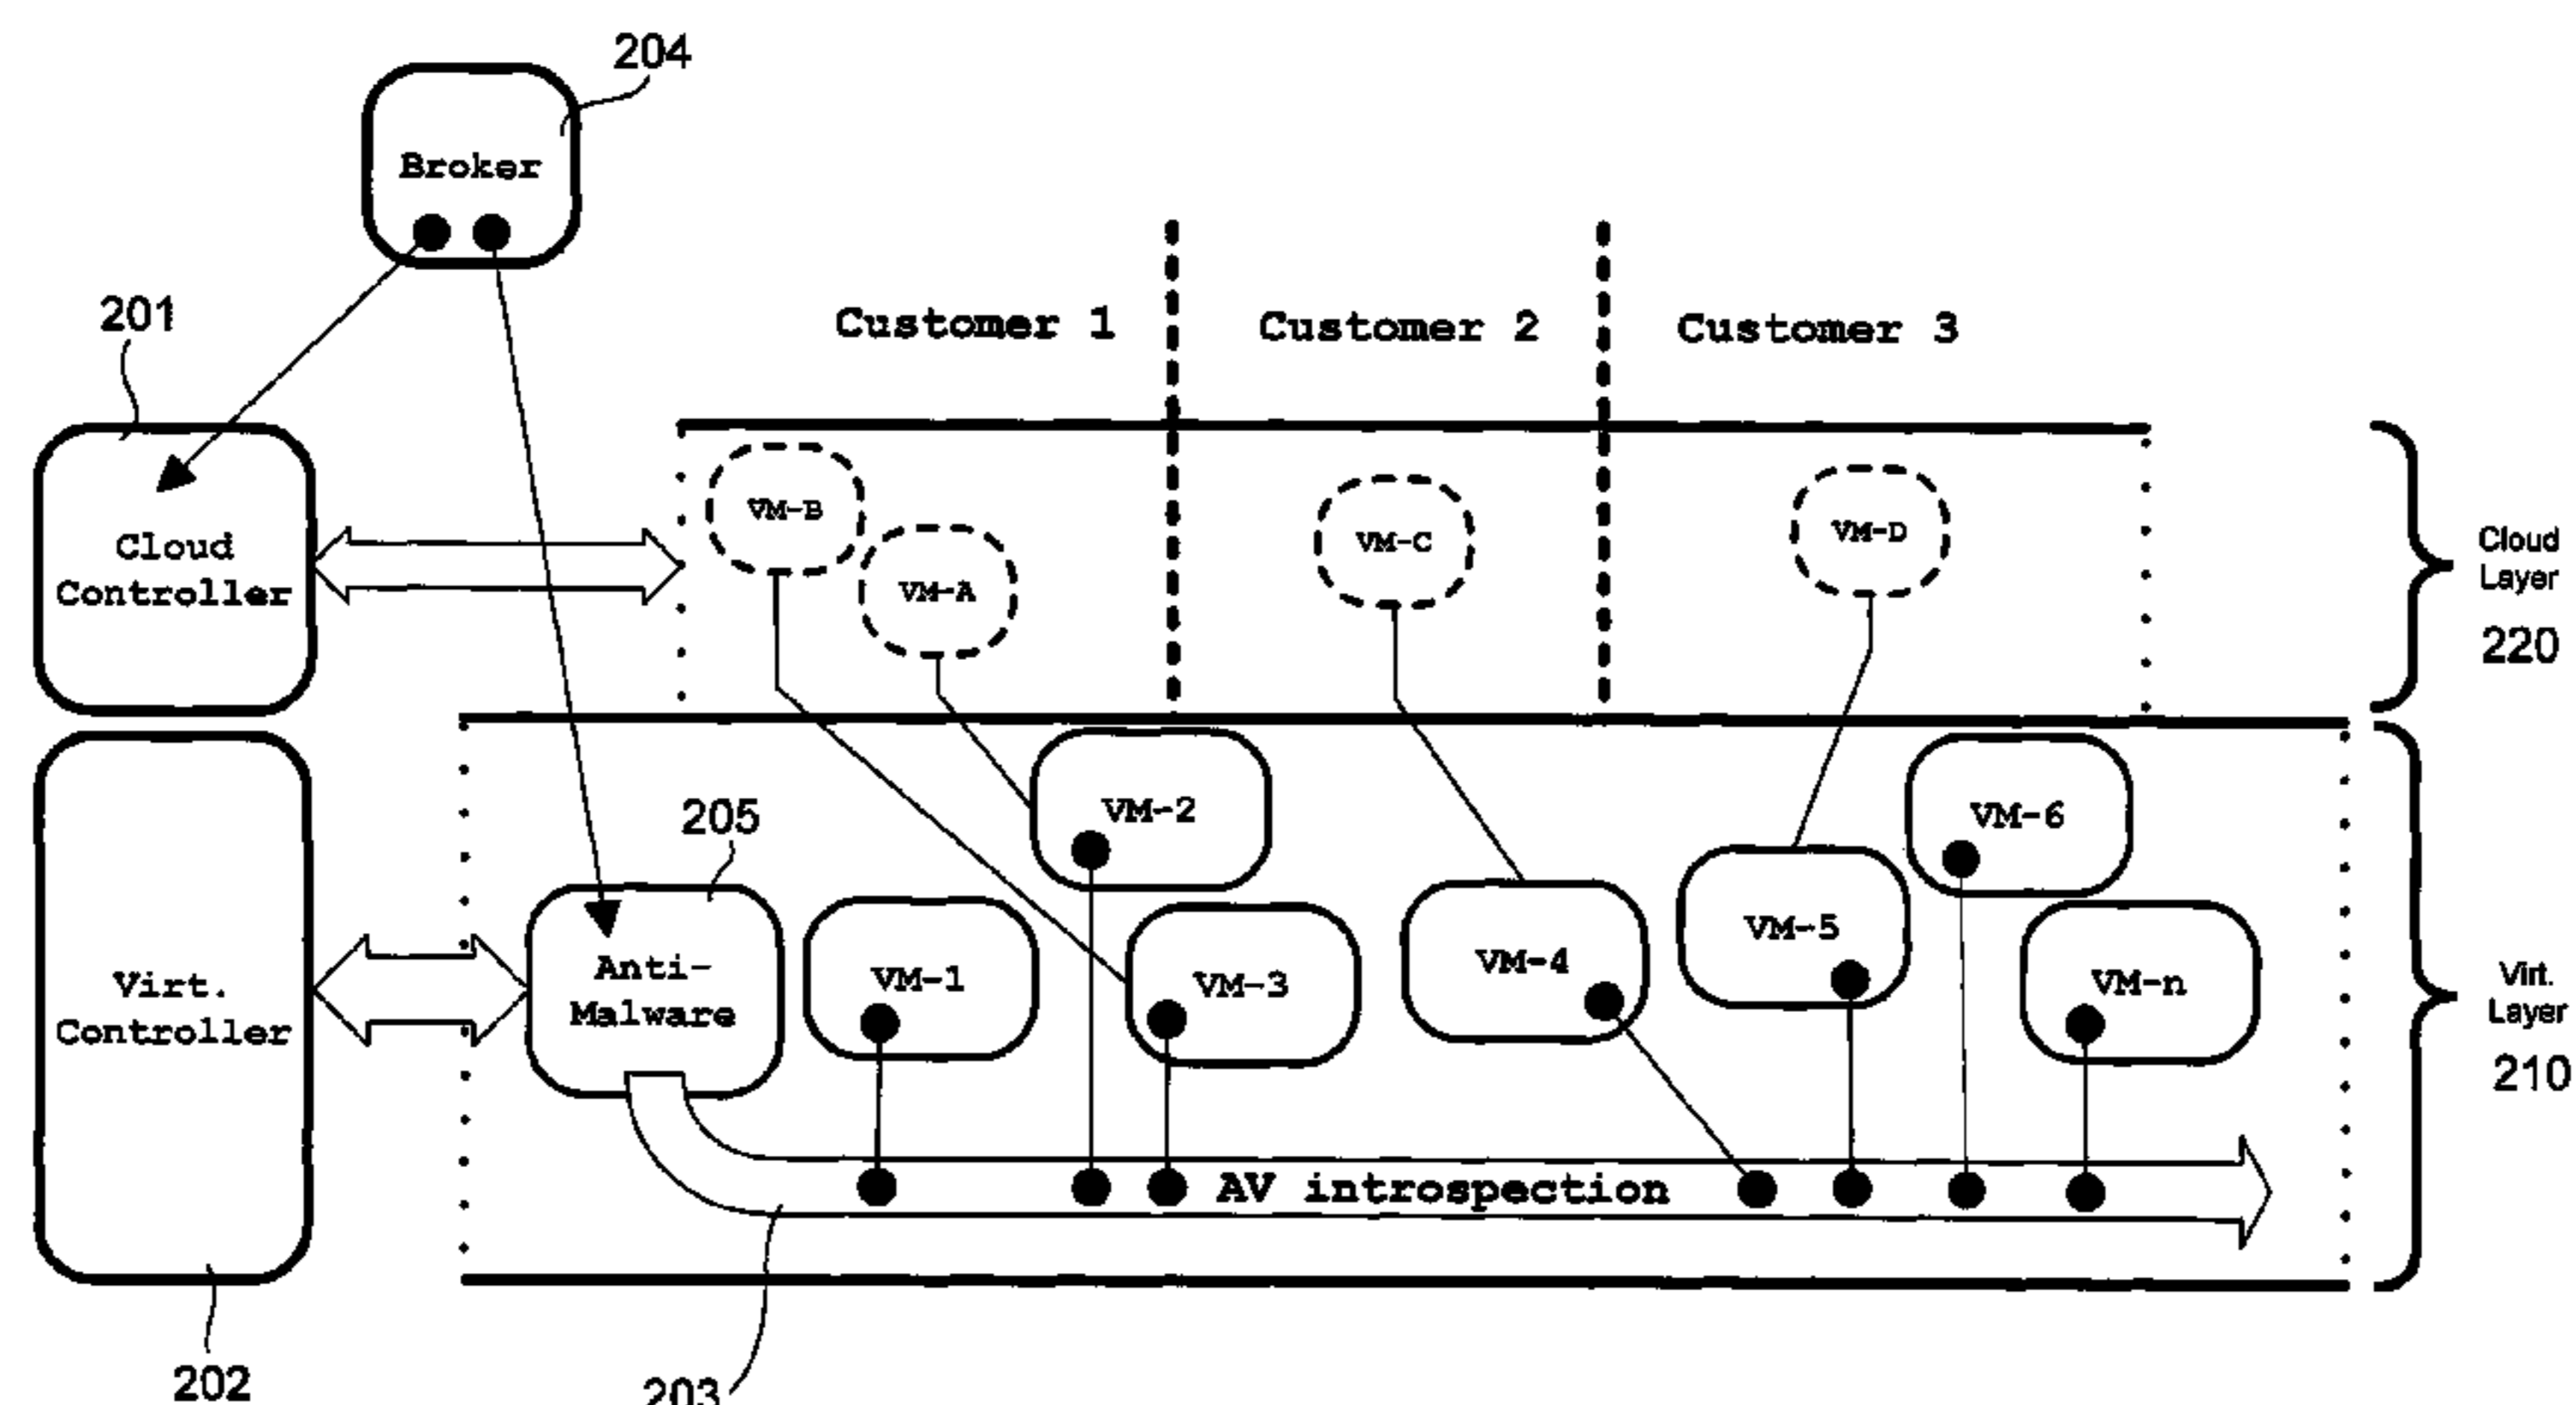 204
Broker
201
Customer 1
Customer 2
Customer 3
VM-B
VM-A
VM-C
VM-D
Cloud
Controller
Cloud
Layer
220
VM-2
VM-6
205
VM-5
VM-4
Anti-
Malware
VM-1
VM-3
VM-n
Virt.
Controller
Virt.
Layer
210
AV introspection
202
203